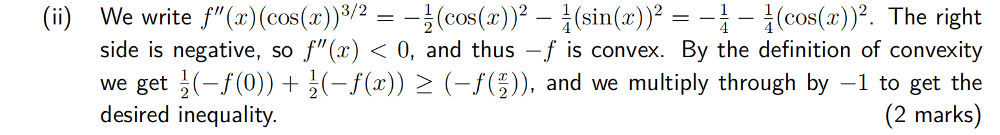 (ii) We write f″(x)(cos(x))^{3/2} = −\frac{1}{2}(cos(x))² − \frac{1}{4}(sin(x))² = −\frac{1}{4} − \frac{1}{4}(cos(x))². The right
side is negative, so f″(x) < 0, and thus −f is convex. By the definition of convexity
we get \frac{1}{2}(−f(0)) + \frac{1}{2}(−f(x)) ≥ (−f(\frac{x}{2})), and we multiply through by −1 to get the
desired inequality. (2 marks)